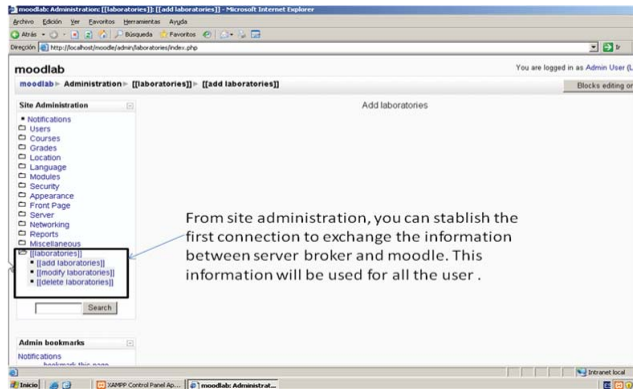 moodlab: Administration: [[laboratories]]: [[add laboratories]] - Microsoft Internet Explorer
Archivo Edición Ver Favoritos Herramientas Ayuda
Atrás Búsqueda Favoritos
Dirección http://localhost/moodle/admin/laboratories/index.php Ir
moodlab
You are logged in as Admin User (L
moodlab Administration [[laboratories]] [[add laboratories]]
Blocks editing on
Site Administration
Add laboratories
Notifications
Users
Courses
Grades
Location
Language
Modules
Security
Appearance
Front Page
Server
Networking
Reports
Miscellaneous
[[laboratories]]
[[add laboratories]]
[[modify laboratories]]
[[delete laboratories]]
Search
From site administration, you can stablish the
first connection to exchange the information
between server broker and moodle. This
information will be used for all the user .
Admin bookmarks
Notifications
bookmark this page
Intranet local
Inicio XAMPP Control Panel Ap... moodlab: Administrat...